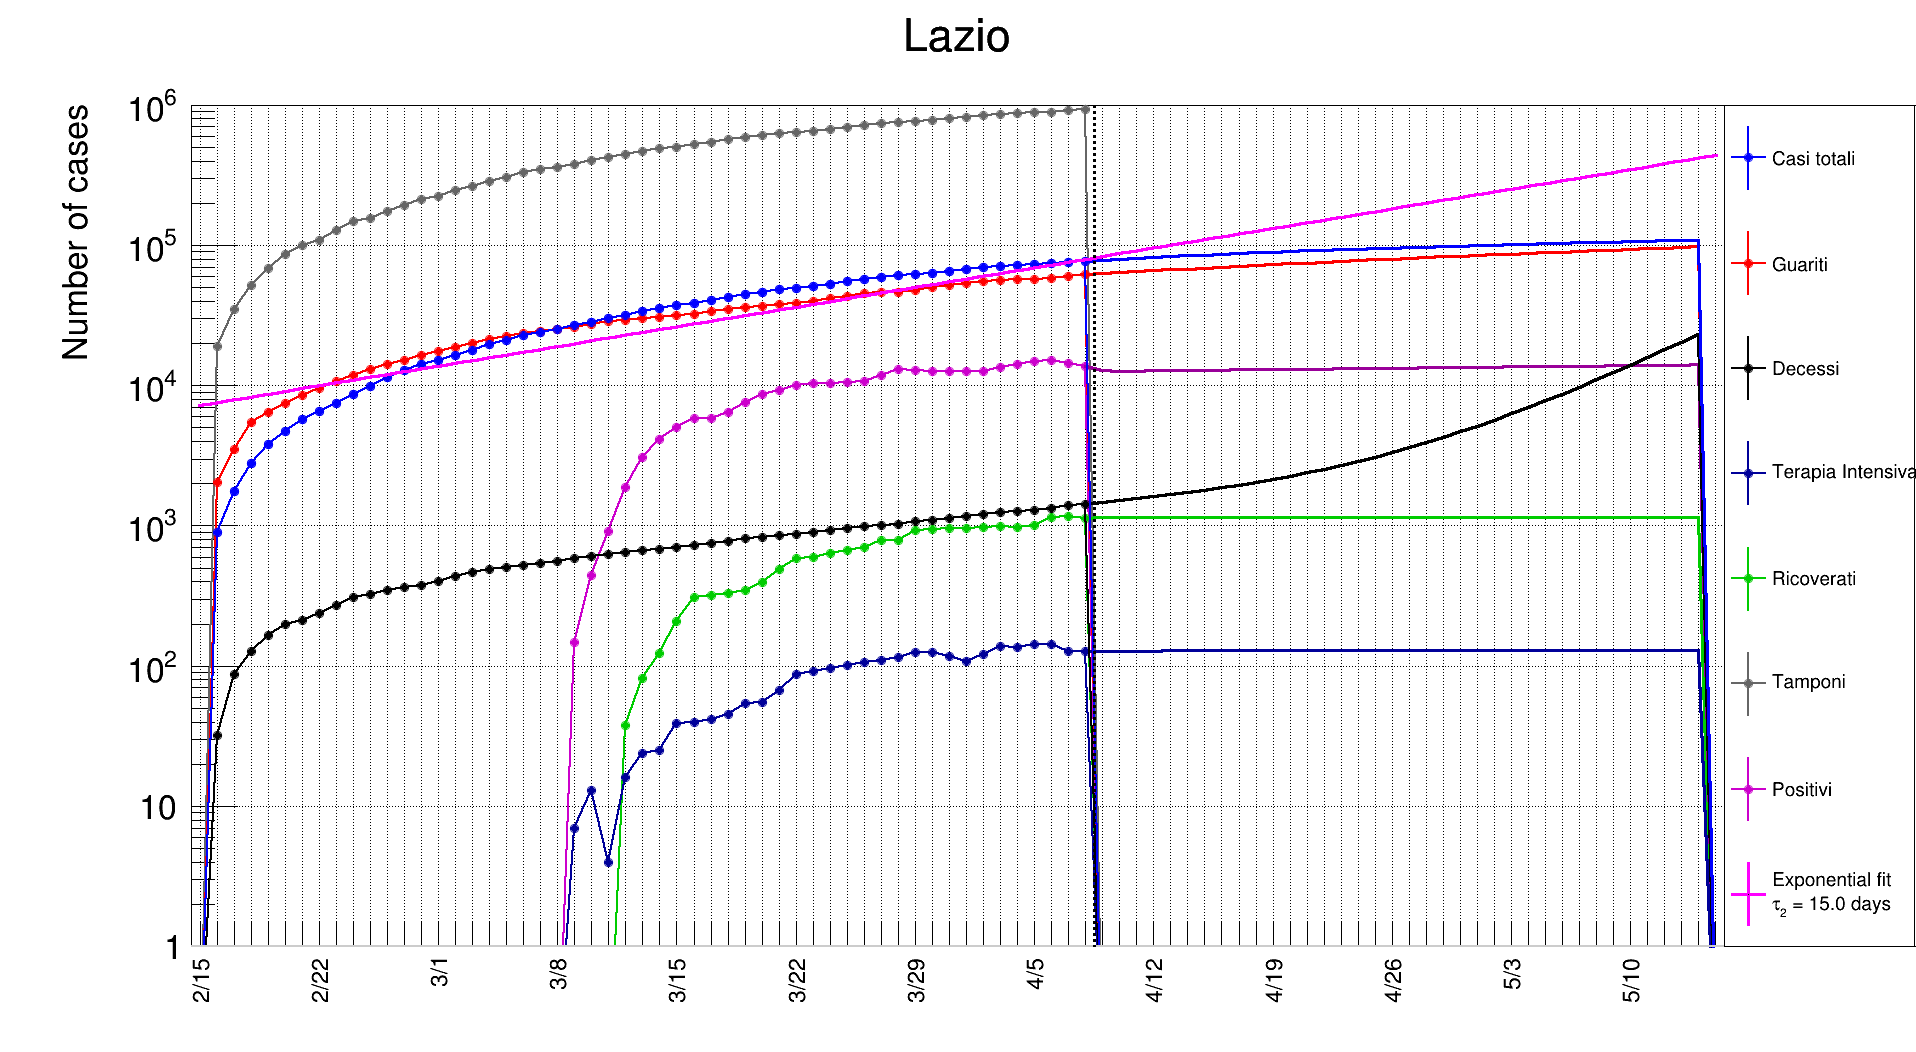 Lazio
Number of cases
10^6
10^5
10^4
10^3
10^2
10
1
2/15
2/22
3/1
3/8
3/15
3/22
3/29
4/5
4/12
4/19
4/26
5/3
5/10
Casi totali
Guariti
Decessi
Terapia Intensiva
Ricoverati
Tamponi
Positivi
Exponential fit
τ_2 = 15.0 days